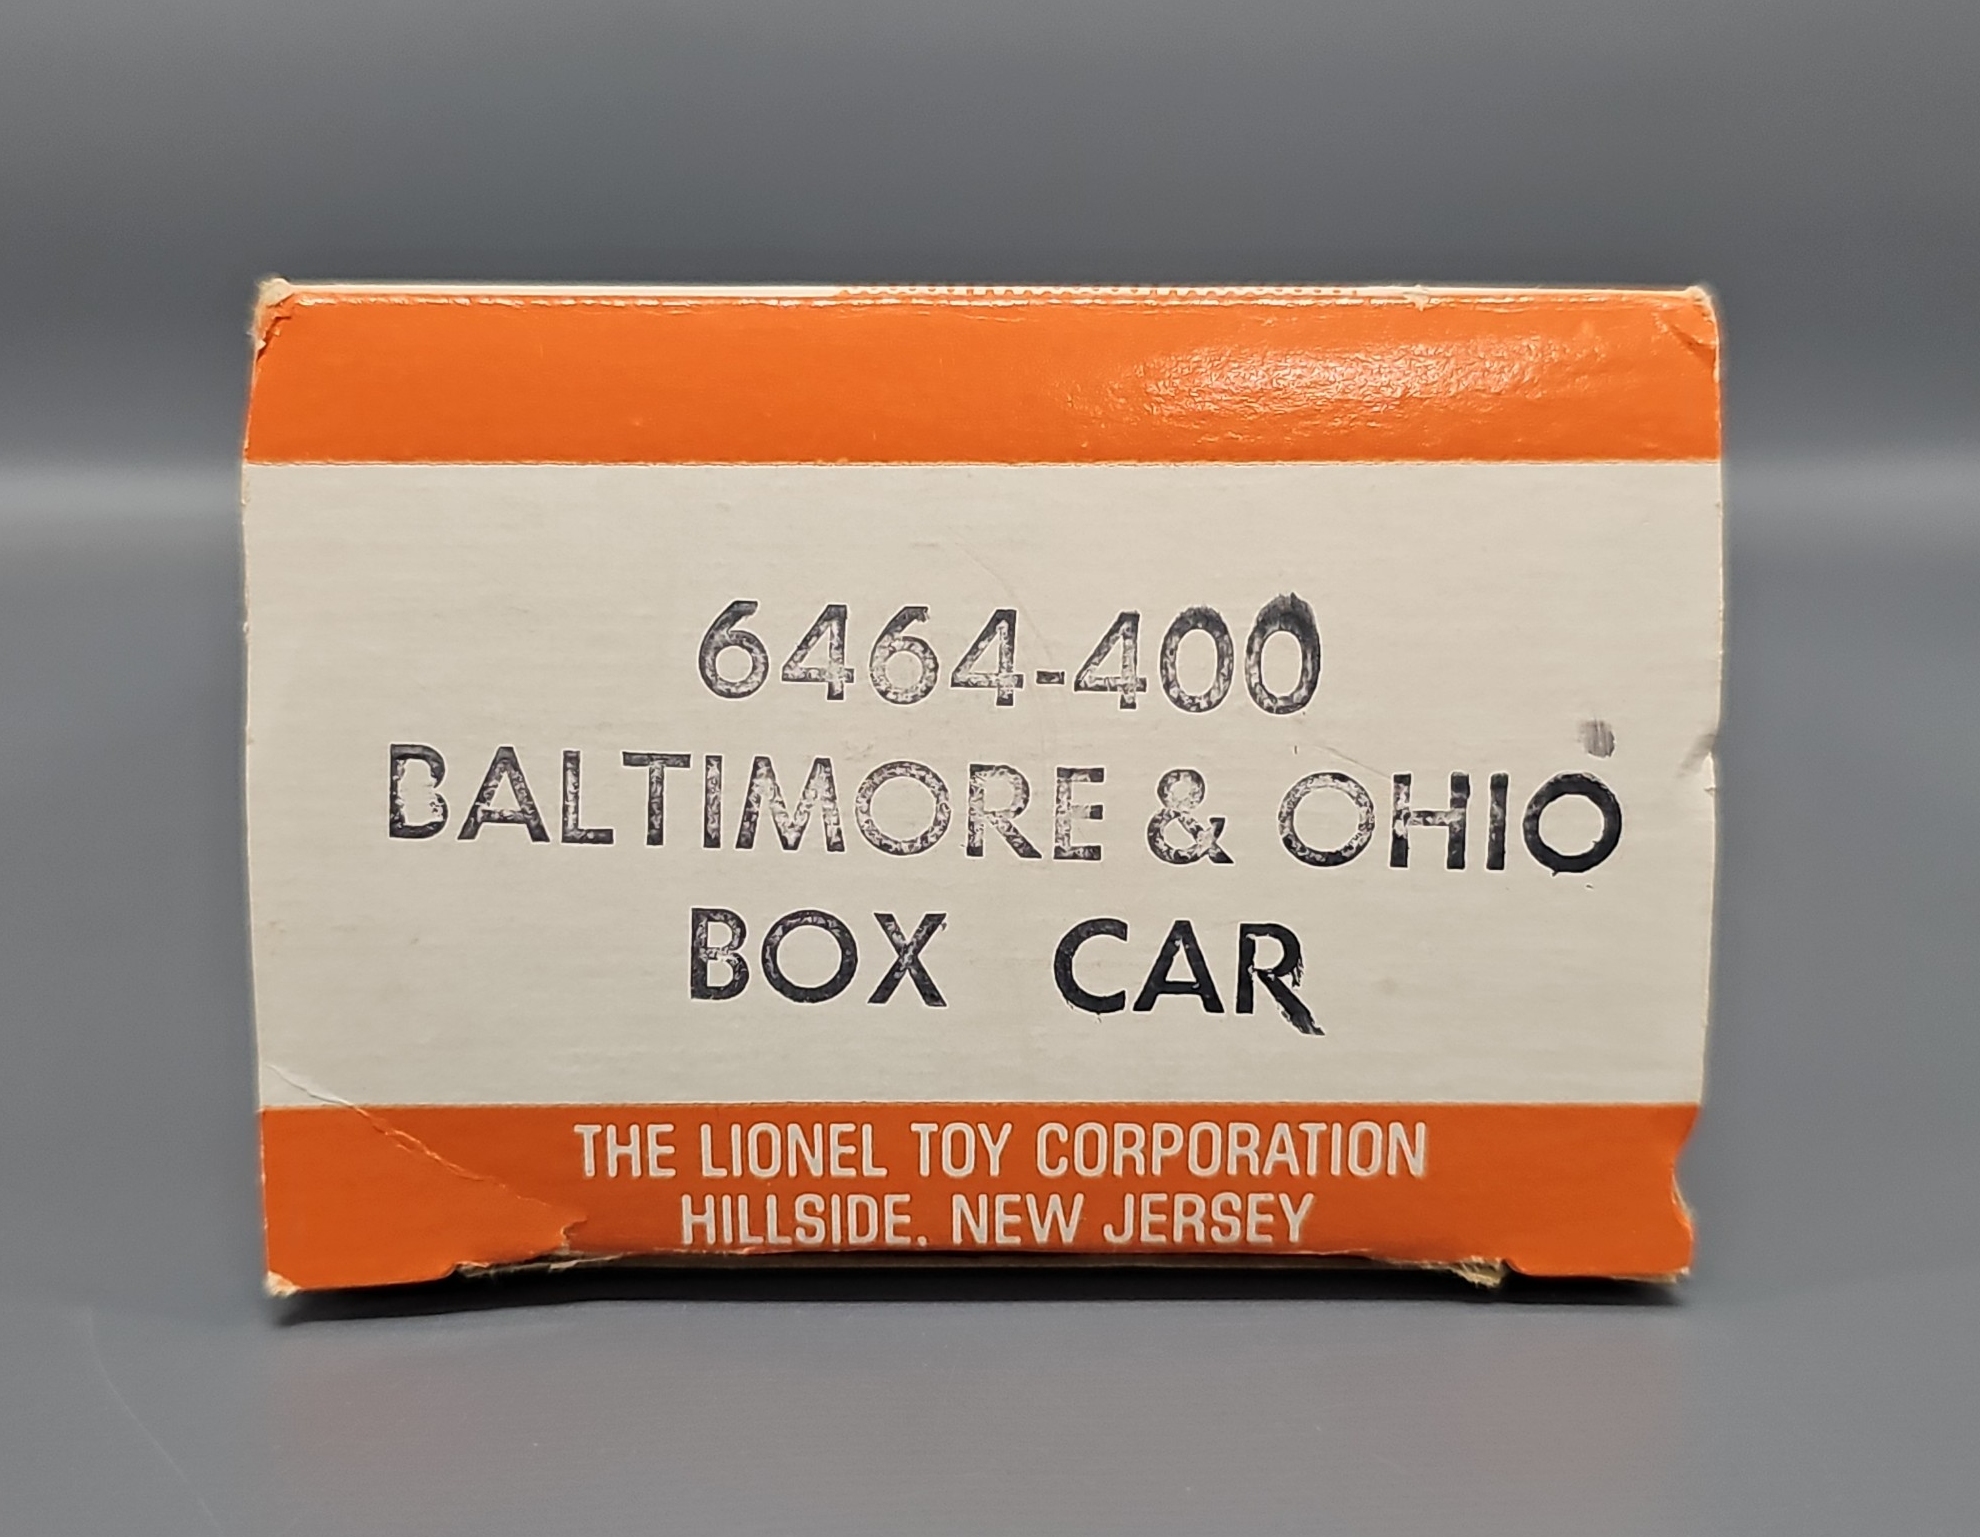 6464-400
BALTIMORE & OHIO
BOX CAR
THE LIONEL TOY CORPORATION
HILLSIDE, NEW JERSEY